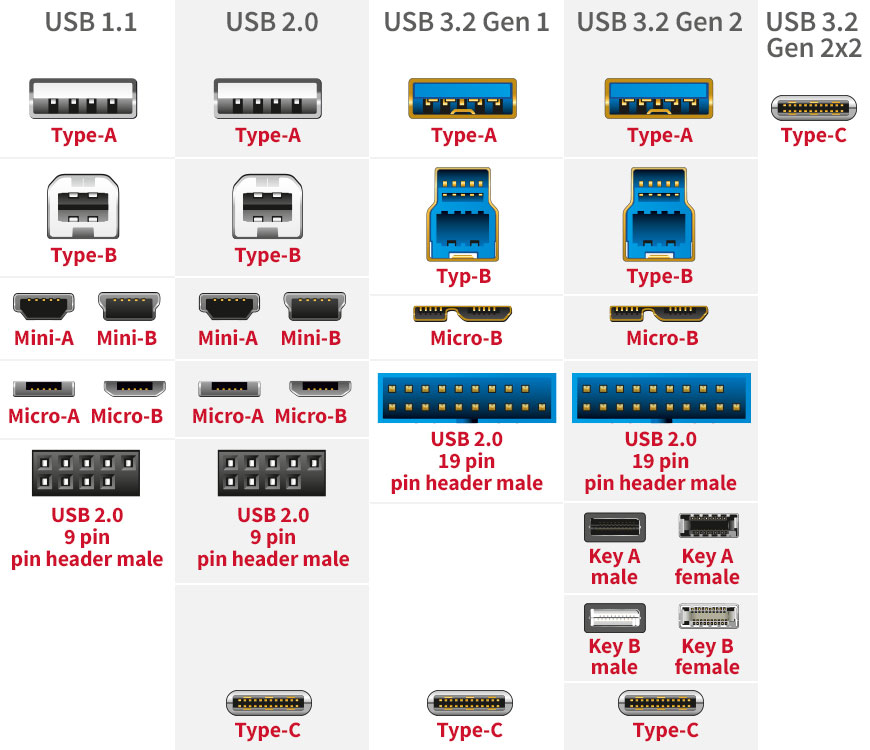 USB 1.1
USB 2.0
USB 3.2 Gen 1
USB 3.2 Gen 2
USB 3.2
Gen 2x2
Type-A
Type-A
Type-A
Type-A
Type-C
Type-B
Type-B
Typ-B
Type-B
Mini-A
Mini-B
Mini-A
Mini-B
Micro-B
Micro-B
Micro-A
Micro-B
Micro-A
Micro-B
USB 2.0
19 pin
pin header male
USB 2.0
19 pin
pin header male
USB 2.0
9 pin
pin header male
USB 2.0
9 pin
pin header male
Key A
male
Key A
female
Key B
male
Key B
female
Type-C
Type-C
Type-C